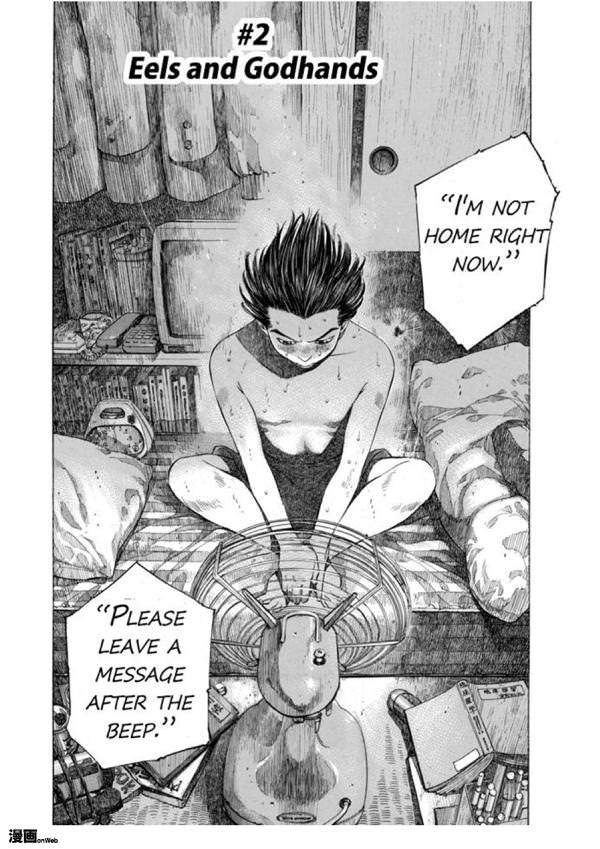 #2
Eels and Godhands
“I'M NOT
HOME RIGHT
NOW.”
“PLEASE
LEAVE A
MESSAGE
AFTER THE
BEEP.”
漫画onWeb